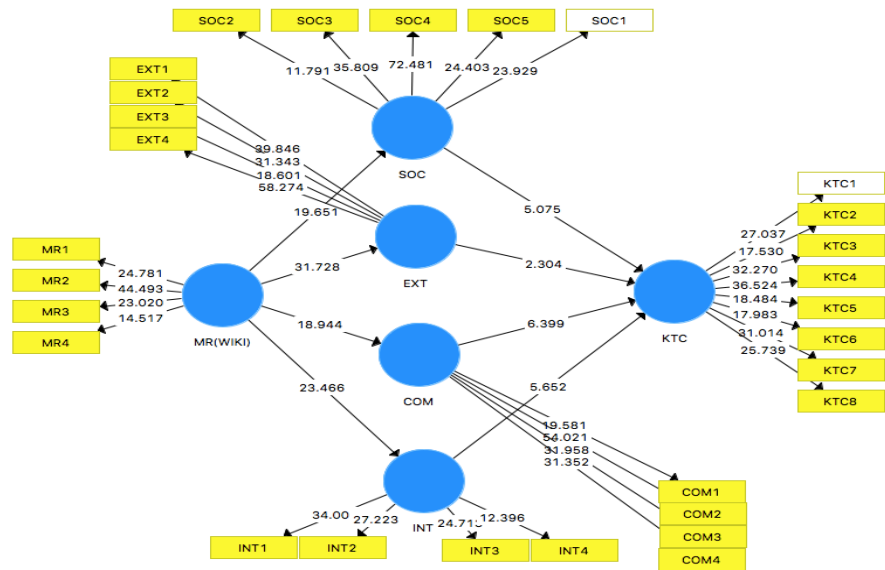 SOC2 SOC3 SOC4 SOC5 SOC1
11.791 35.809 72.481 24.403 23.929
EXT1
EXT2
EXT3
EXT4
39.846
31.343
18.601
58.274
SOC
19.651
5.075
KTC1
KTC2
KTC3
KTC4
KTC5
KTC6
KTC7
KTC8
27.037
17.530
32.270
36.524
18.484
17.983
31.014
25.739
MR1
MR2
MR3
MR4
24.781
44.493
23.020
14.517
MR(WIKI)
31.728
EXT
2.304
18.944
COM
6.399
KTC
23.466
5.652
19.581
54.021
31.958
31.352
COM1
COM2
COM3
COM4
INT
34.00 27.223 12.396
INT1 INT2 INT3 INT4